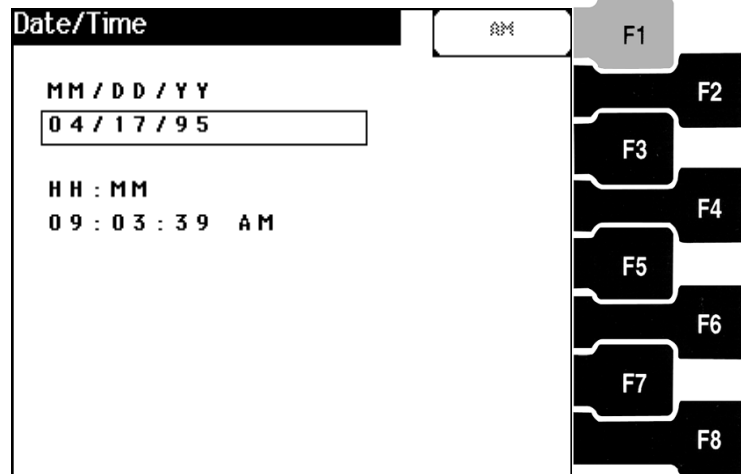 Date/Time
AM
F1
F2
MM/DD/YY
04/17/95
F3
HH:MM
F4
09:03:39 AM
F5
F6
F7
F8